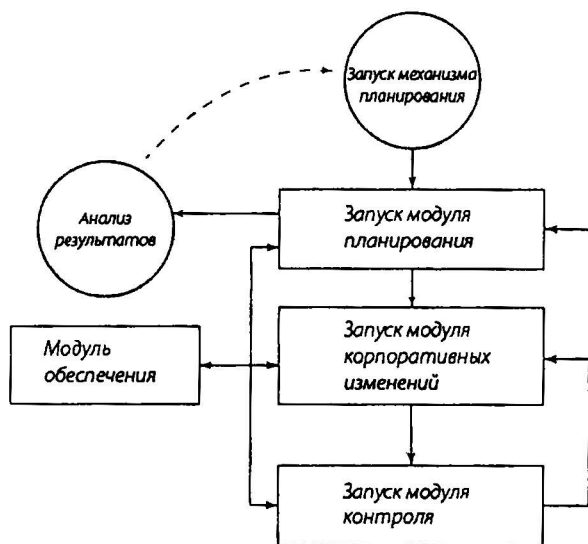 Запуск механизма
планирования
Анализ
результатов
Запуск модуля
планирования
Модуль
обеспечения
Запуск модуля
корпоративных
изменений
Запуск модуля
контроля